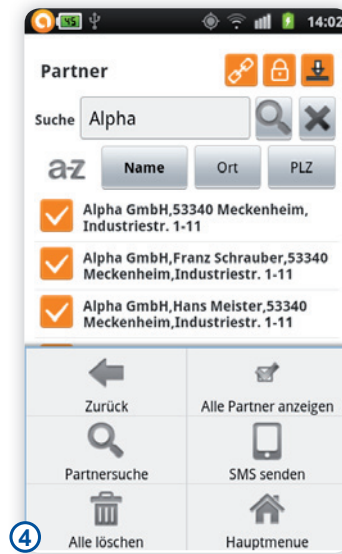 45 14:02
Partner
Suche Alpha
a-z Name Ort PLZ
Alpha GmbH,53340 Meckenheim,
Industriestr. 1-11
Alpha GmbH,Franz Schrauber,53340
Meckenheim,Industriestr. 1-11
Alpha GmbH,Hans Meister,53340
Meckenheim,Industriestr. 1-11
Zurück Alle Partner anzeigen
Partnersuche SMS senden
Alle löschen Hauptmenue
4